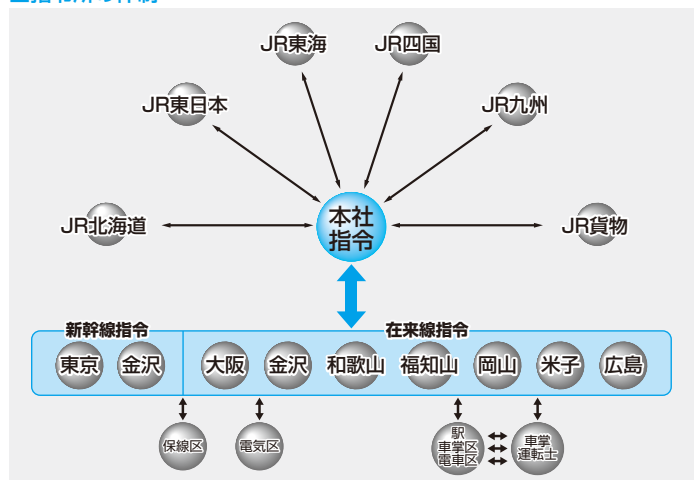 JR東海
JR四国
JR東日本
JR九州
本社
指令
JR北海道
JR貨物
新幹線指令
在来線指令
東京
金沢
大阪
金沢
和歌山
福知山
岡山
米子
広島
保線区
電気区
駅
車掌区
電車区
車掌
運転士